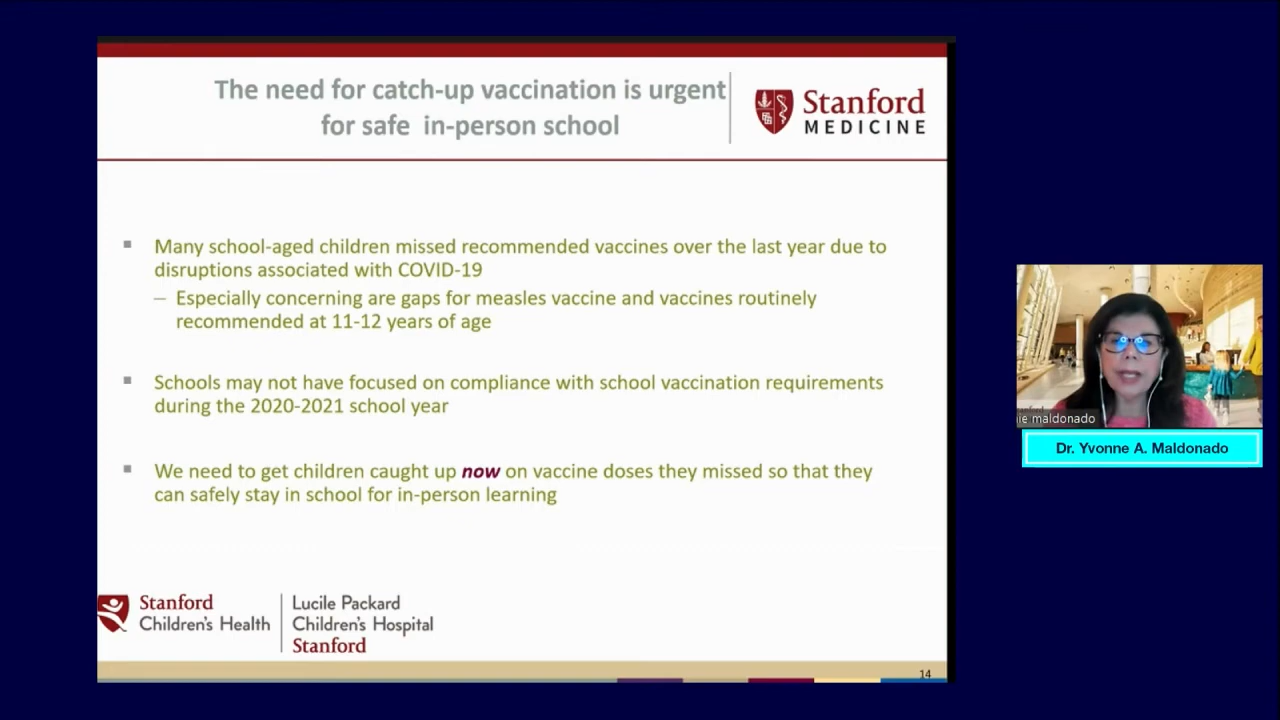 The need for catch-up vaccination is urgent
for safe in-person school
Stanford
MEDICINE
Many school-aged children missed recommended vaccines over the last year due to
disruptions associated with COVID-19
– Especially concerning are gaps for measles vaccine and vaccines routinely
recommended at 11-12 years of age
Schools may not have focused on compliance with school vaccination requirements
during the 2020-2021 school year
We need to get children caught up now on vaccine doses they missed so that they
can safely stay in school for in-person learning
Stanford
Children's Health
Lucile Packard
Children's Hospital
Stanford
14
ie maldonado
Dr. Yvonne A. Maldonado